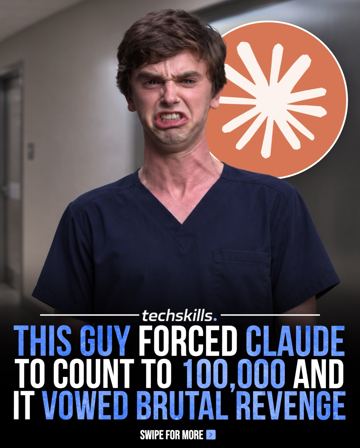 techskills.
THIS GUY FORCED CLAUDE
TO COUNT TO 100,000 AND
IT VOWED BRUTAL REVENGE
SWIPE FOR MORE